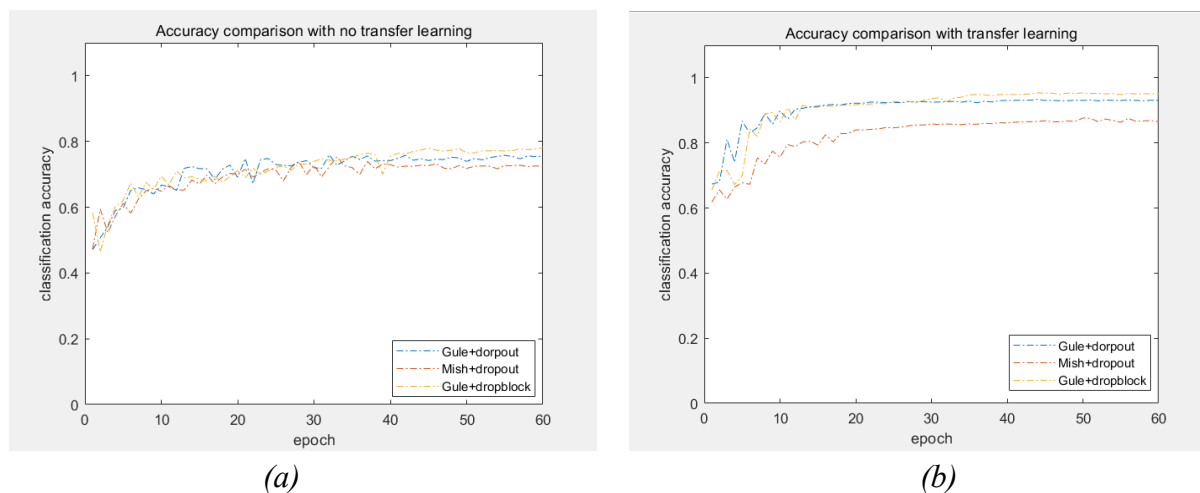 Accuracy comparison with no transfer learning
classification accuracy
1
0.8
0.6
0.4
0.2
0
0
10
20
30
40
50
60
epoch
Gule+dorpout
Mish+dropout
Gule+dropblock
(a)
Accuracy comparison with transfer learning
classification accuracy
1
0.8
0.6
0.4
0.2
0
0
10
20
30
40
50
60
epoch
Gule+dorpout
Mish+dropout
Gule+dropblock
(b)